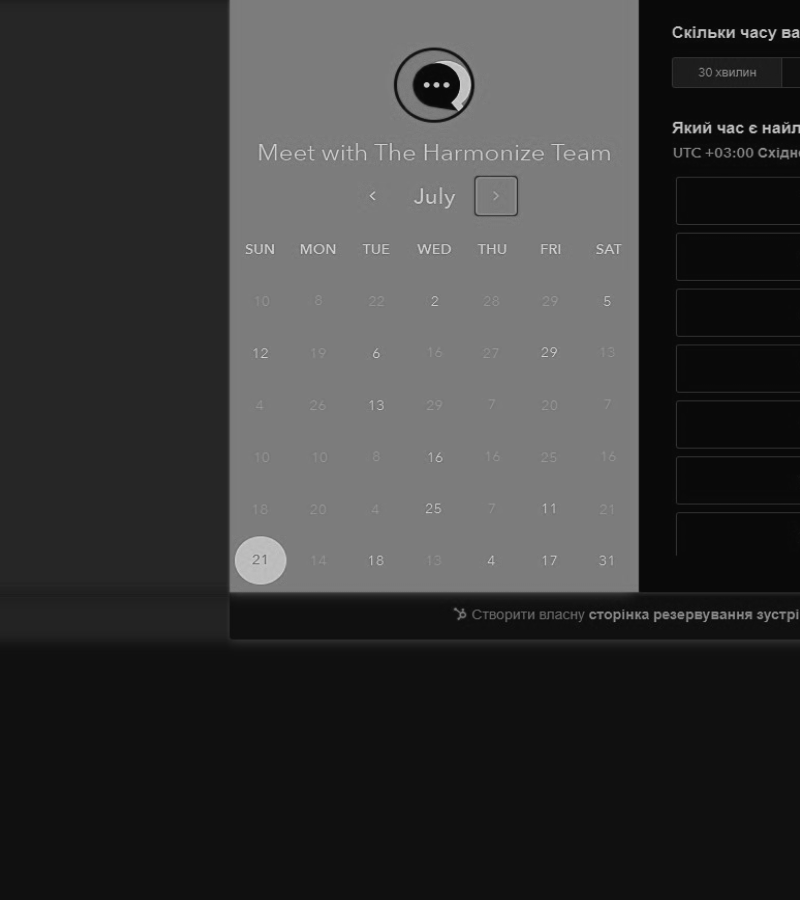 Скільки часу ва
30 хвилин
Meet with The Harmonize Team
Який час є найл
UTC +03:00 Східно
July
SUN MON TUE WED THU FRI SAT
10 8 22 2 28 29 5
12 19 6 16 27 29 13
4 26 13 29 7 20 7
10 10 8 16 16 25 16
18 20 4 25 7 11 21
21 14 18 13 4 17 31
Створити власну сторінка резервування зустрі